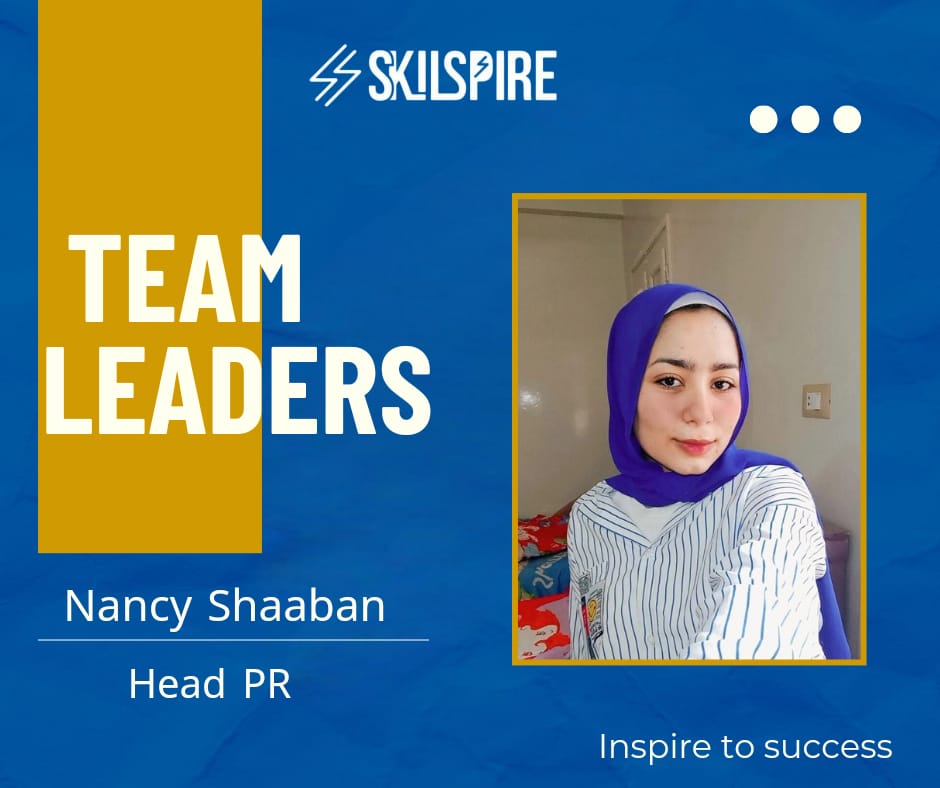 SKILSPIRE
TEAM
LEADERS
Nancy Shaaban
Head PR
Inspire to success